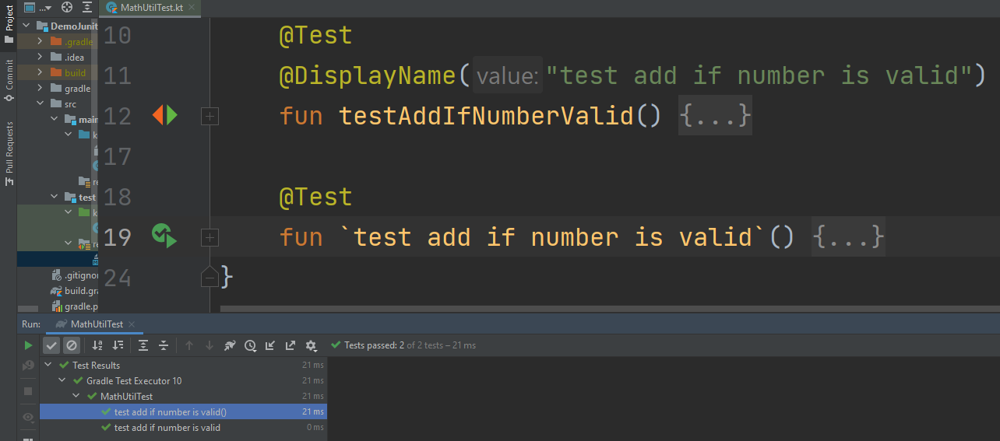 Project
Commit
Pull Requests
...
MathUtilTest.kt
DemoJunit
.gradle
.idea
build
gradle
src
main
k
re
test
k
re
.gitignor
build.gra
gradle.p
10 @Test
11 @DisplayName( value: "test add if number is valid")
12 fun testAddIfNumberValid() {...}
17
18 @Test
19 fun `test add if number is valid`() {...}
24 }
Run: MathUtilTest
Tests passed: 2 of 2 tests – 21 ms
Test Results 21 ms
Gradle Test Executor 10 21 ms
MathUtilTest 21 ms
test add if number is valid() 21 ms
test add if number is valid 0 ms